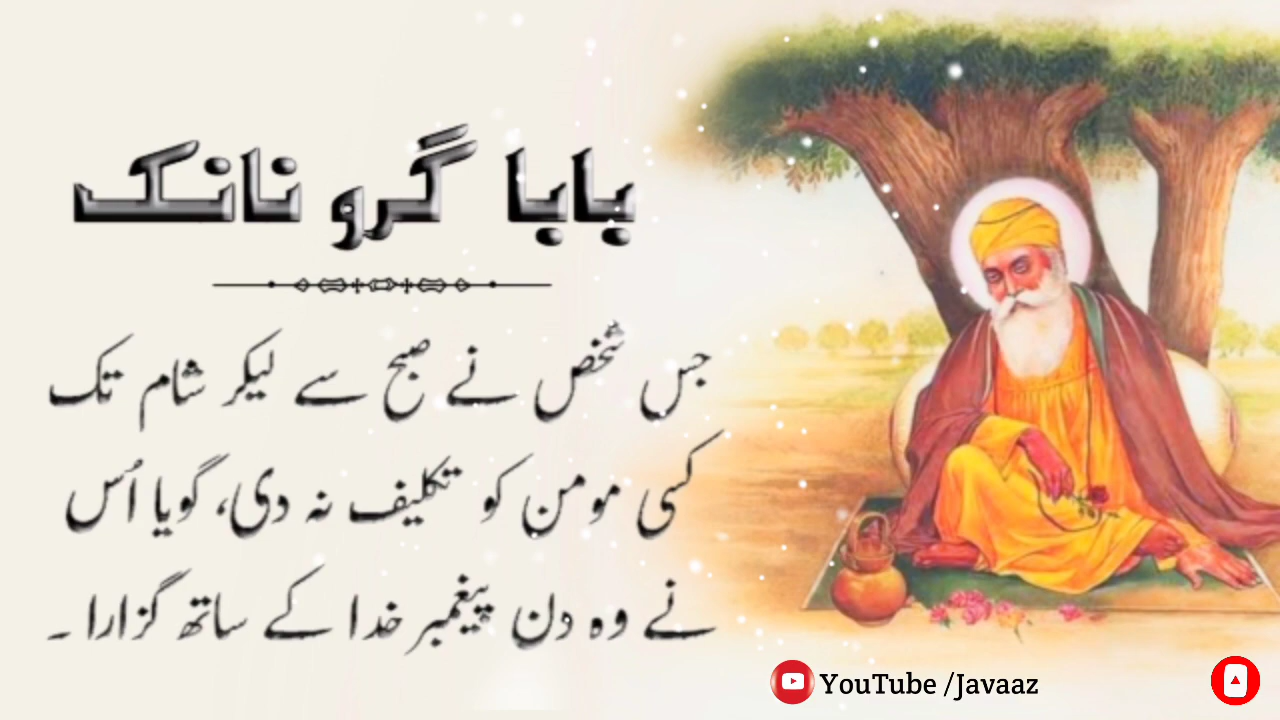 بابا گرو نانک
جس شخص نے صبح سے لیکر شام تک
کسی مومن کو تکلیف نہ دی، گویا اُس
نے وہ دن پیغمبر خدا کے ساتھ گزارا ۔
YouTube /Javaaz